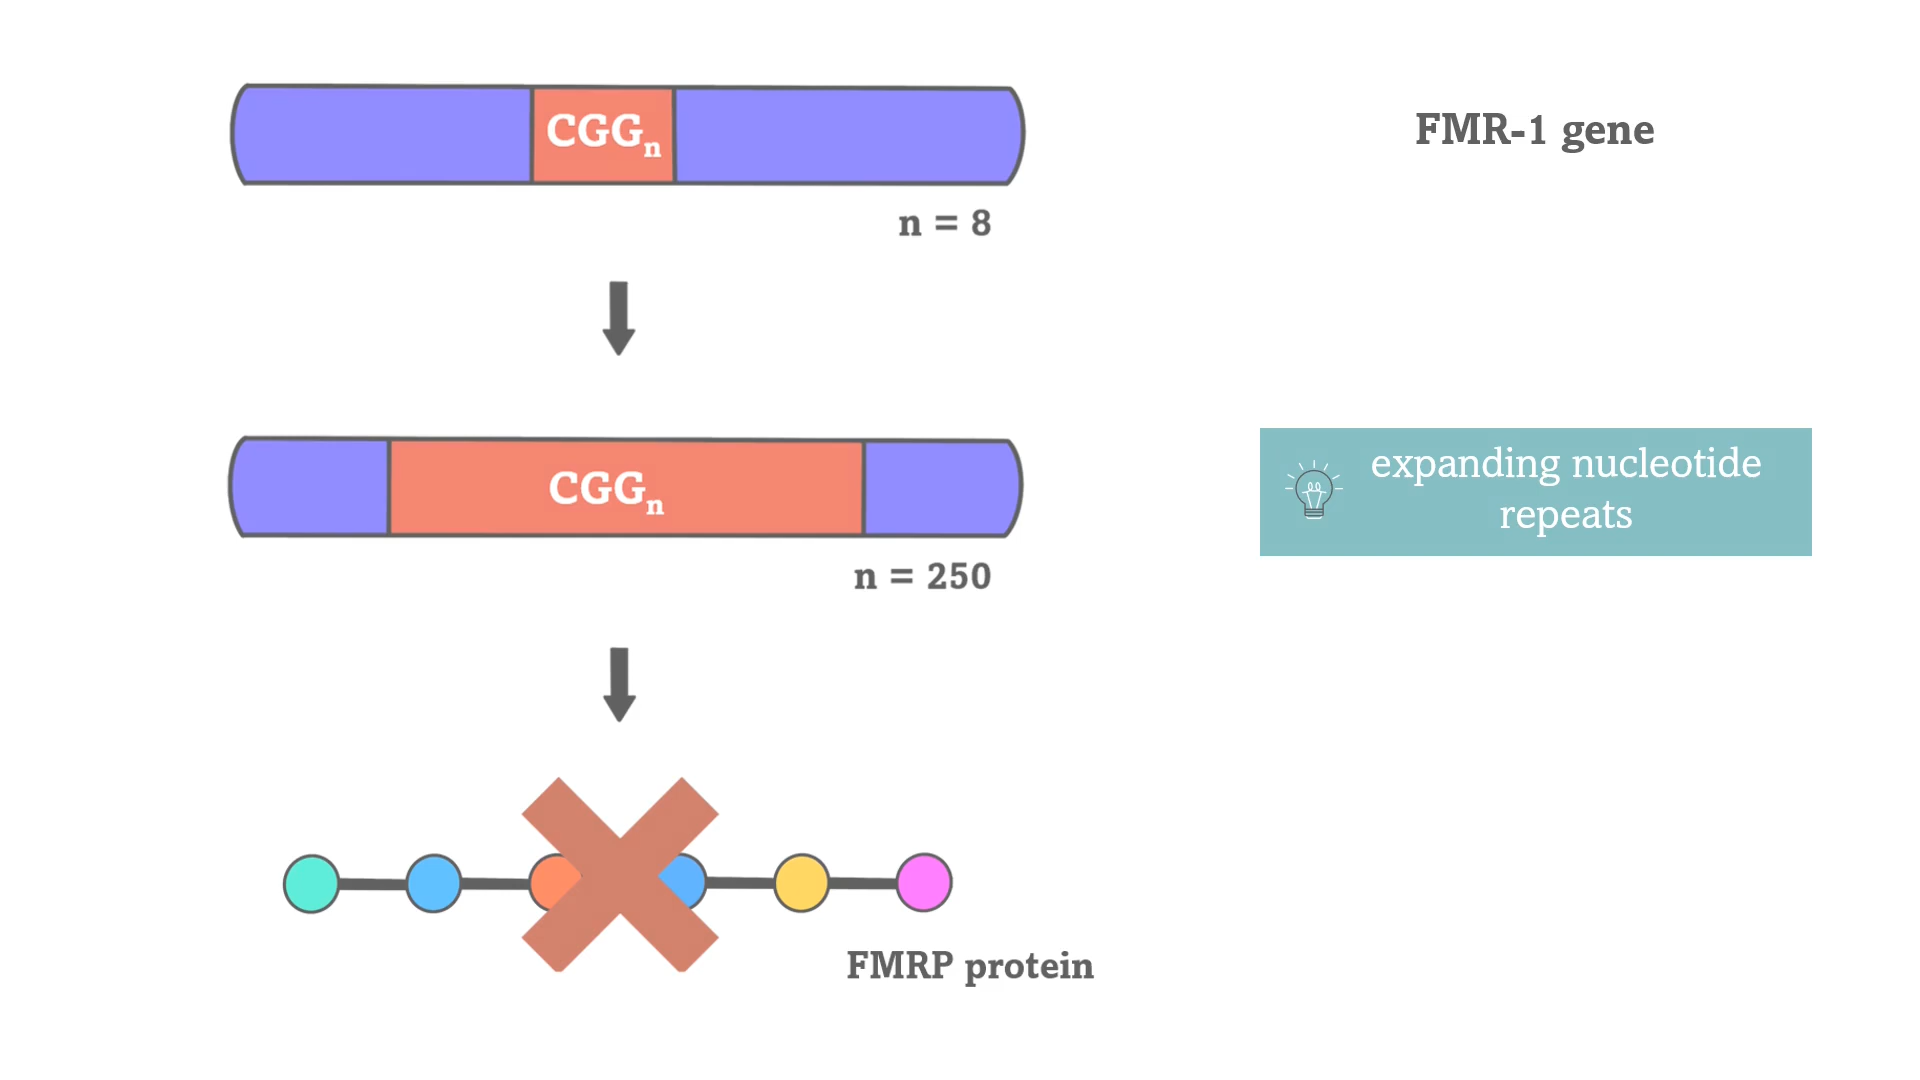 CGGn
FMR-1 gene
n = 8
CGGn
expanding nucleotide
repeats
n = 250
FMRP protein